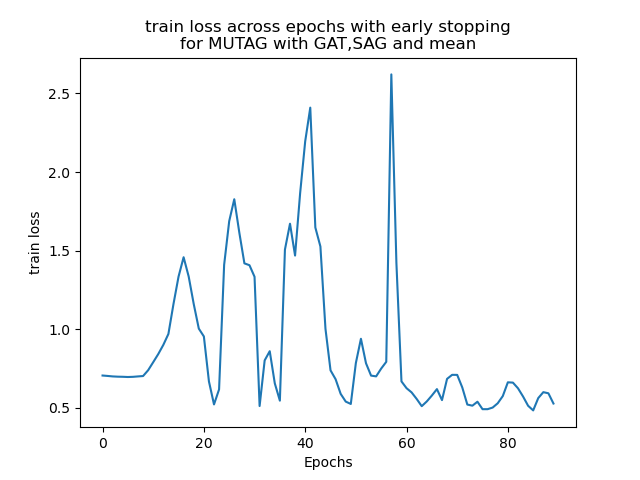 train loss across epochs with early stopping
for MUTAG with GAT,SAG and mean
2.5
2.0
1.5
1.0
0.5
train loss
0 20 40 60 80
Epochs